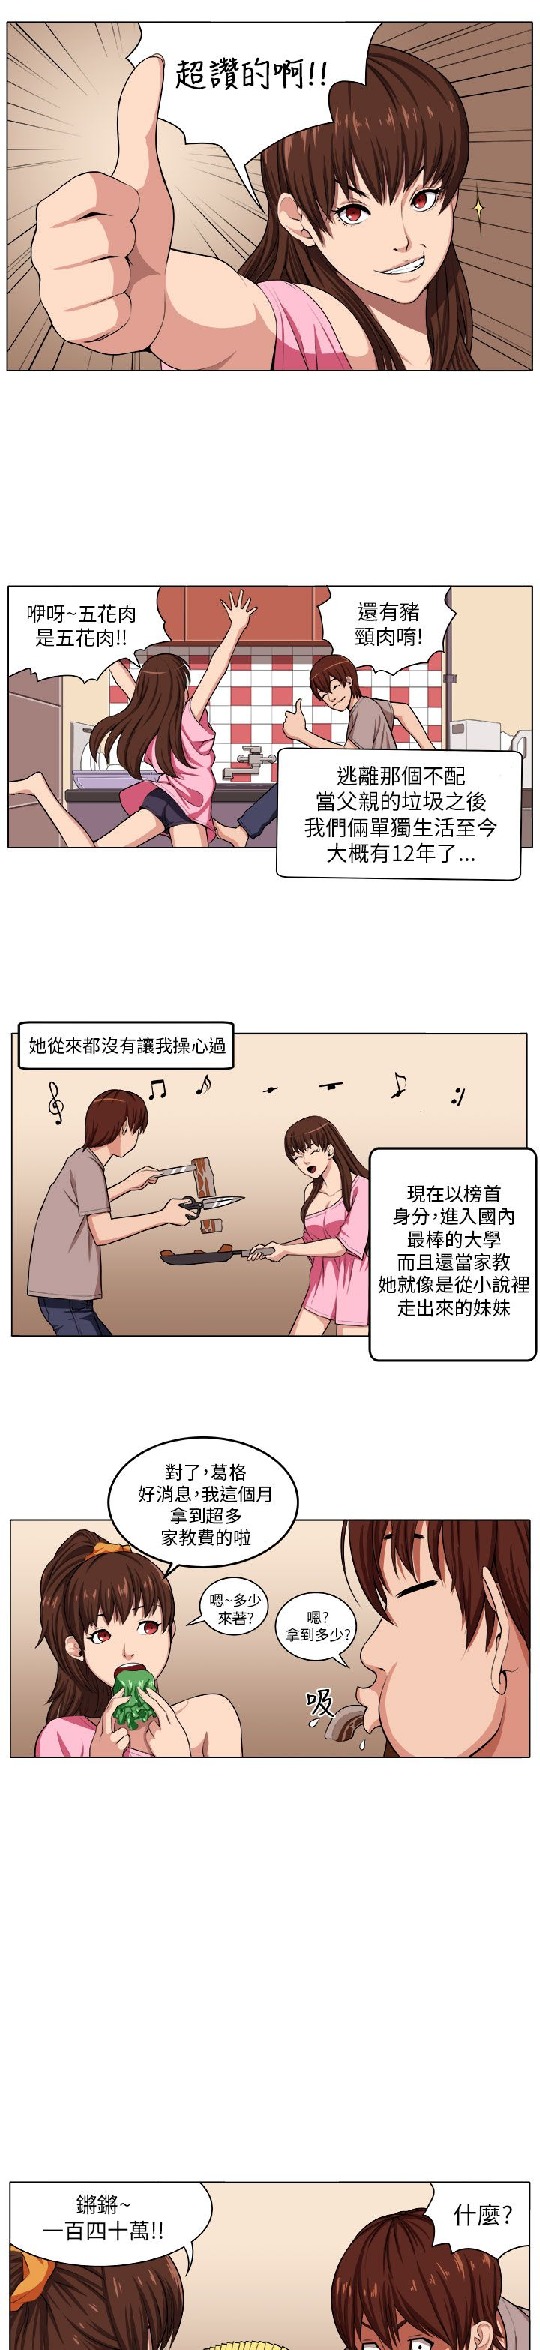 超讚的啊!!
咿呀~五花肉
是五花肉!!
還有豬
頸肉唷!
逃離那個不配
當父親的垃圾之後
我們倆單獨生活至今
大概有12年了...
她從來都沒有讓我操心過
現在以榜首
身分,進入國內
最棒的大學
而且還當家教
她就像是從小說裡
走出來的妹妹
對了,葛格
好消息,我這個月
拿到超多
家教費的啦
嗯~多少
來著?
嗯?
拿到多少?
吸
鏘鏘~
一百四十萬!!
什麼?